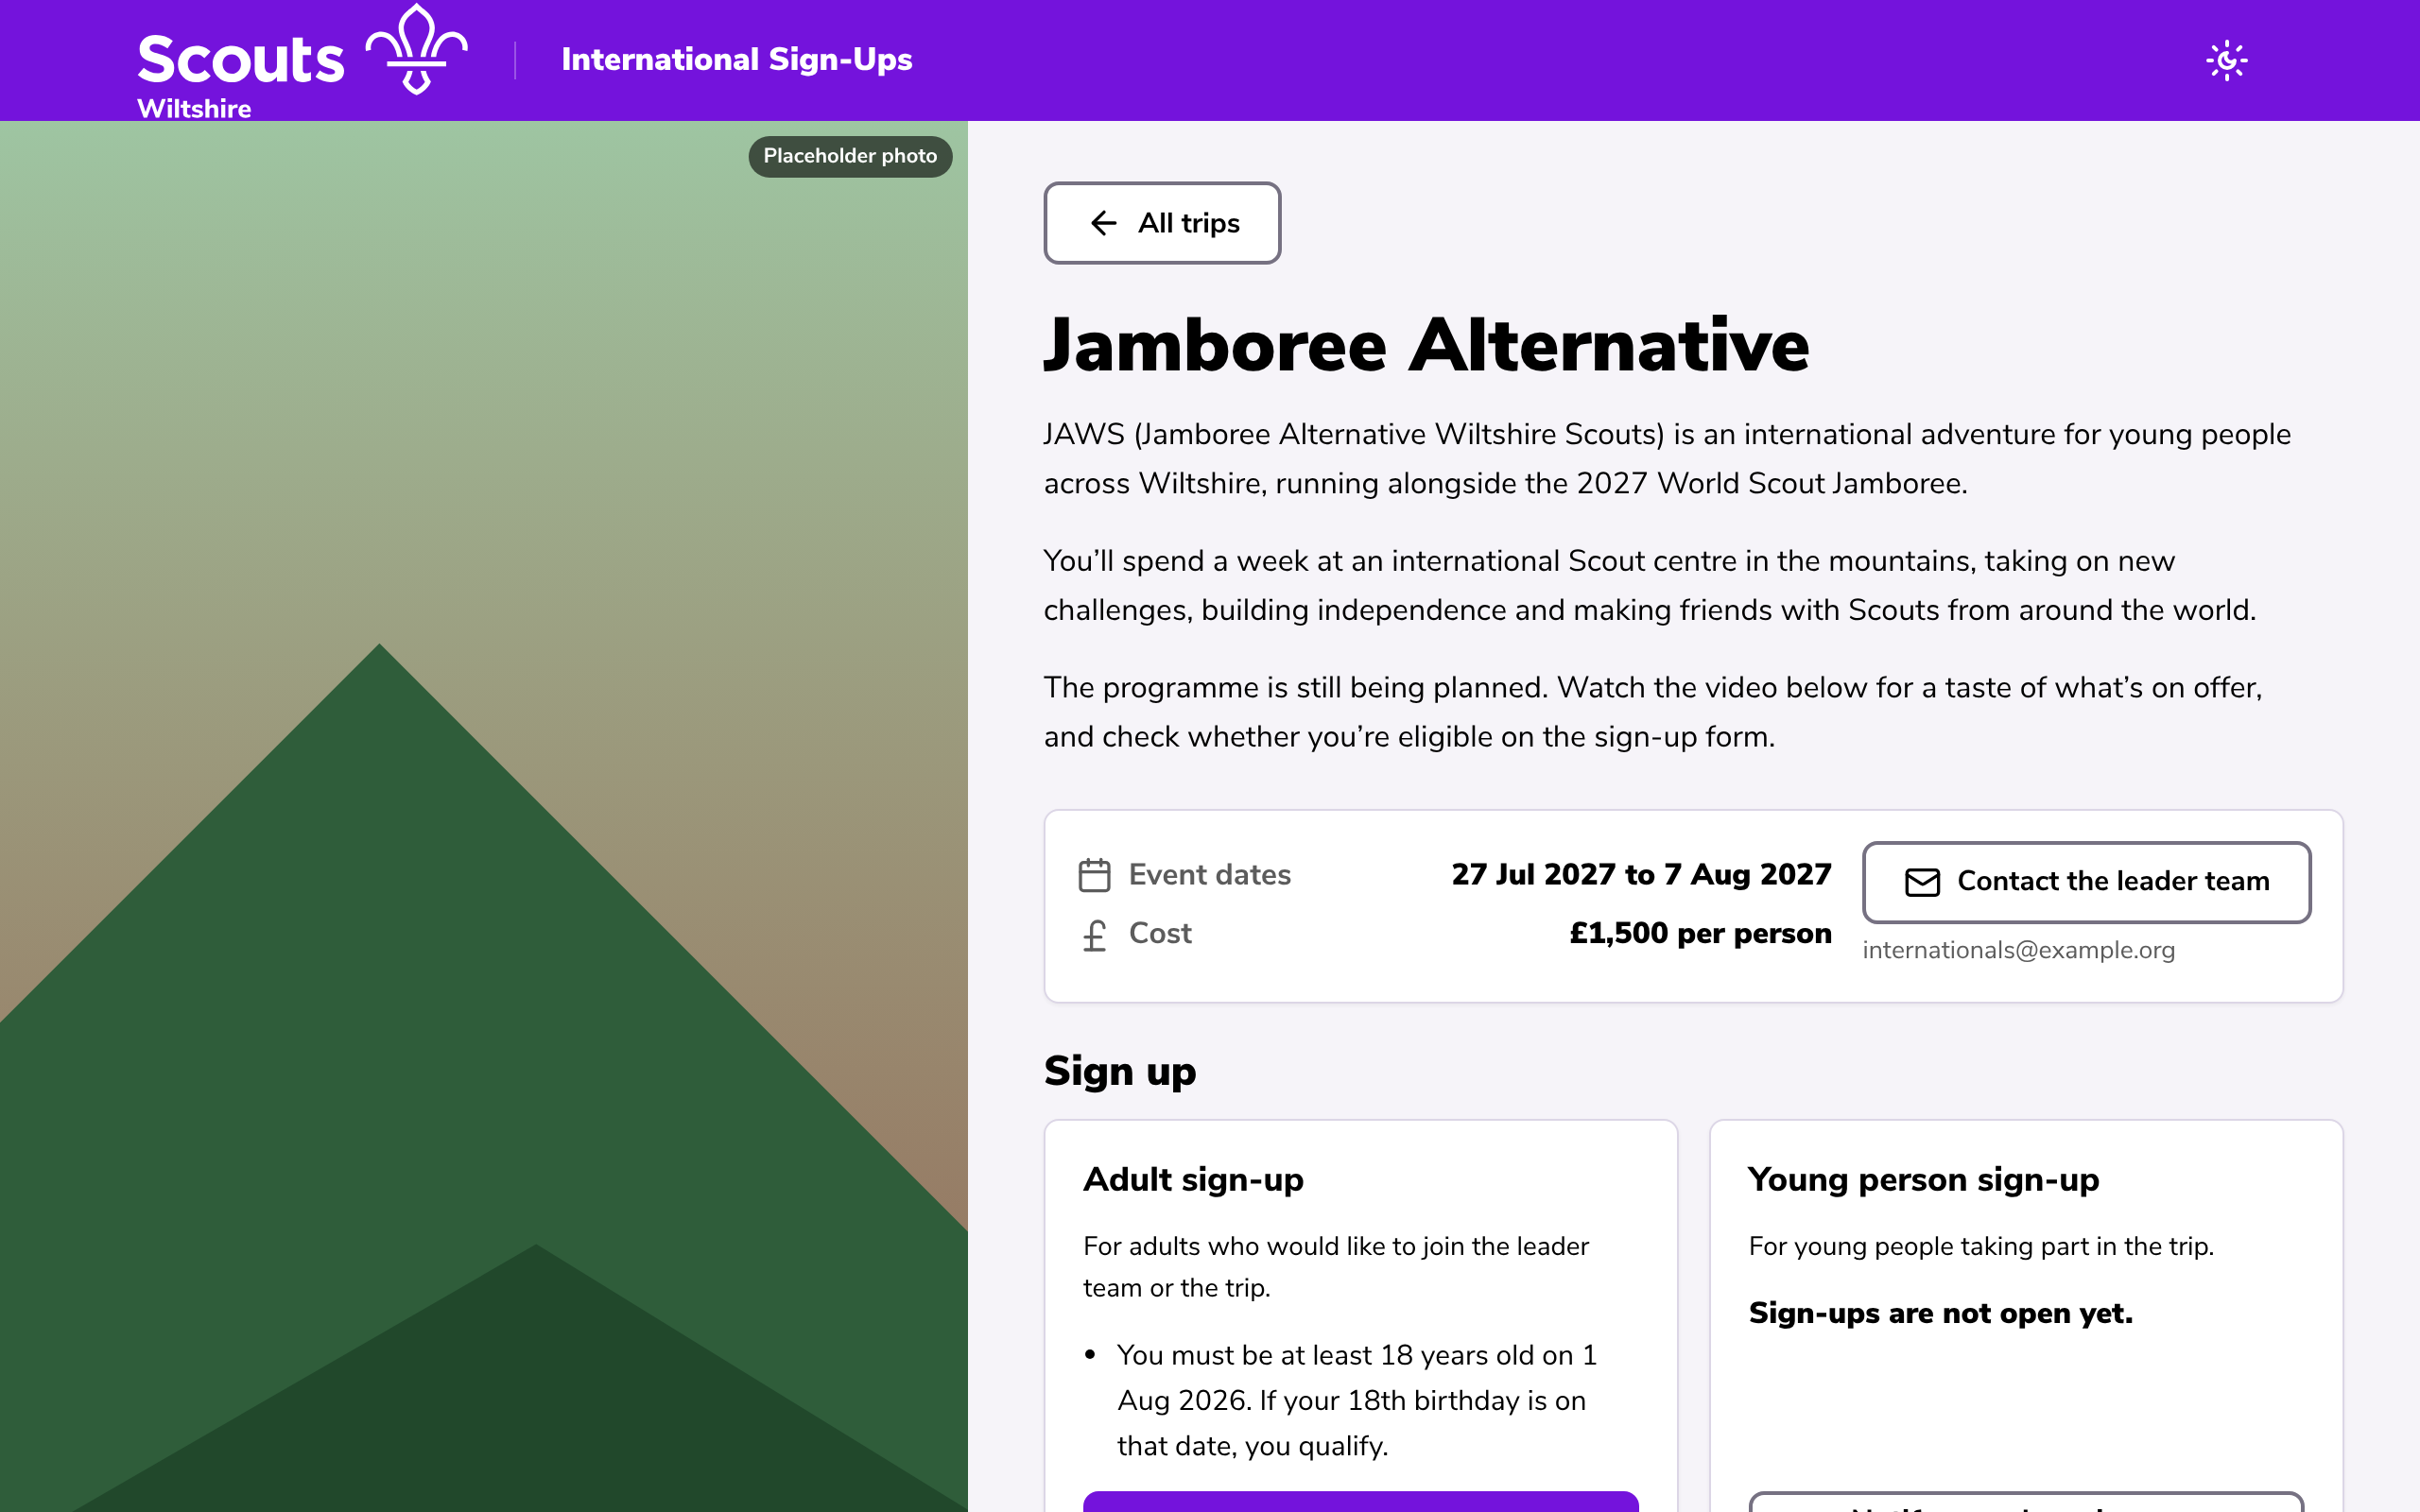 Scouts
Wiltshire
International Sign-Ups
Placeholder photo
All trips
Jamboree Alternative
JAWS (Jamboree Alternative Wiltshire Scouts) is an international adventure for young people
across Wiltshire, running alongside the 2027 World Scout Jamboree.
You’ll spend a week at an international Scout centre in the mountains, taking on new
challenges, building independence and making friends with Scouts from around the world.
The programme is still being planned. Watch the video below for a taste of what’s on offer,
and check whether you’re eligible on the sign-up form.
Event dates 27 Jul 2027 to 7 Aug 2027
Cost £1,500 per person
Contact the leader team
internationals@example.org
Sign up
Adult sign-up
For adults who would like to join the leader
team or the trip.
• You must be at least 18 years old on 1
Aug 2026. If your 18th birthday is on
that date, you qualify.
Young person sign-up
For young people taking part in the trip.
Sign-ups are not open yet.